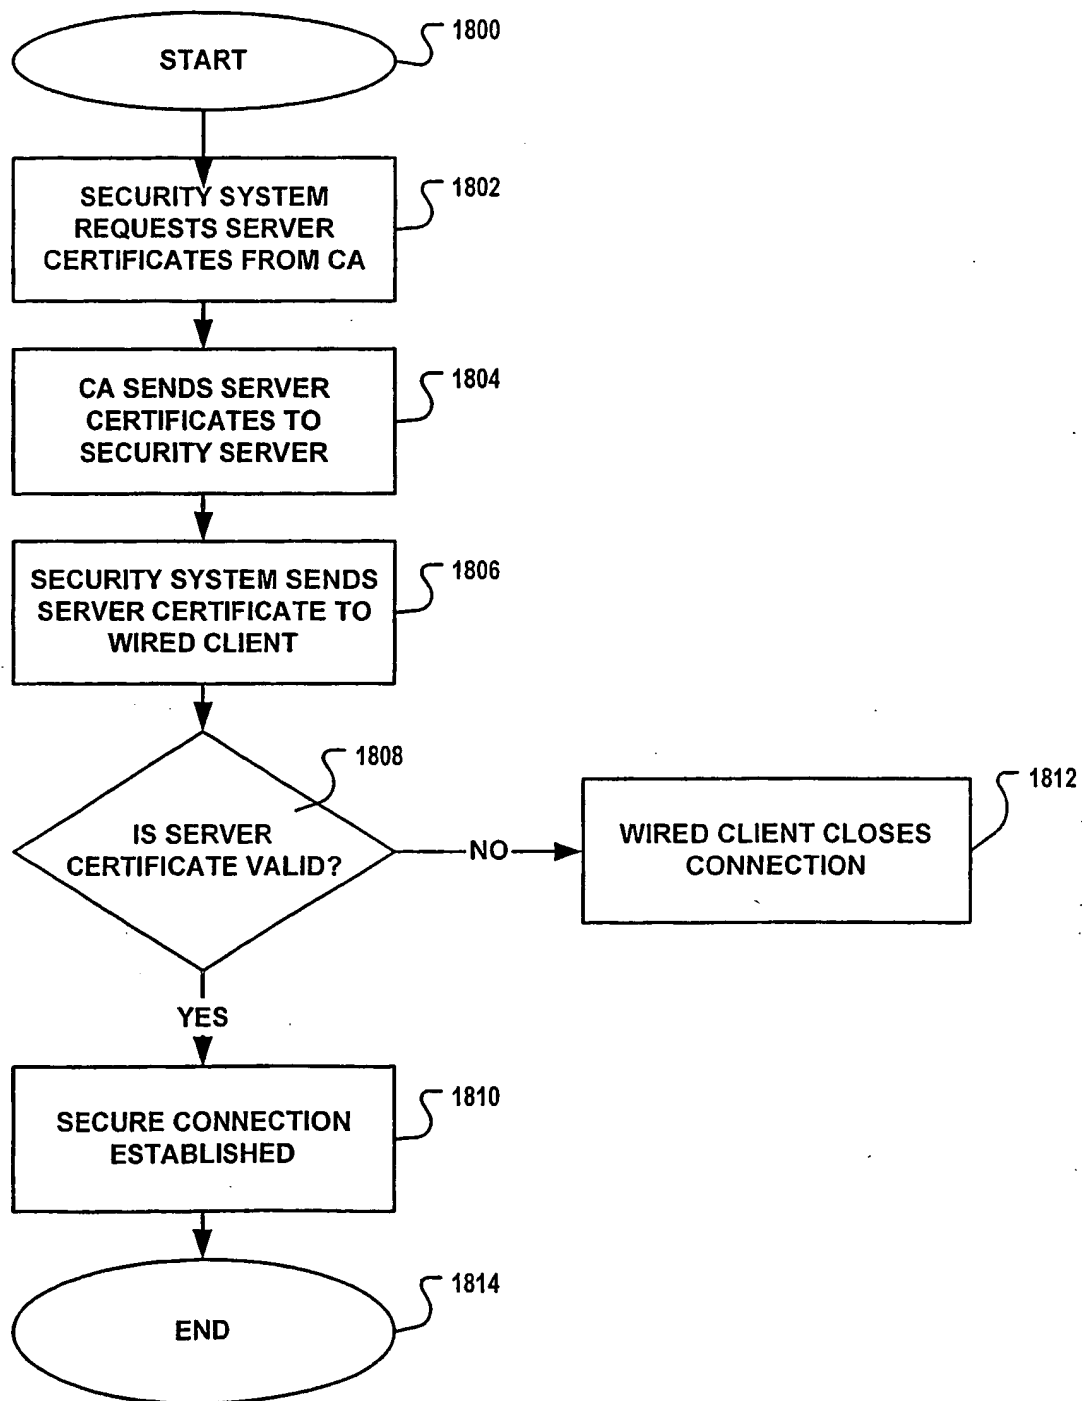 START
1800
SECURITY SYSTEM
REQUESTS SERVER
CERTIFICATES FROM CA
1802
CA SENDS SERVER
CERTIFICATES TO
SECURITY SERVER
1804
SECURITY SYSTEM SENDS
SERVER CERTIFICATE TO
WIRED CLIENT
1806
IS SERVER
CERTIFICATE VALID?
1808
NO
WIRED CLIENT CLOSES
CONNECTION
1812
YES
SECURE CONNECTION
ESTABLISHED
1810
END
1814